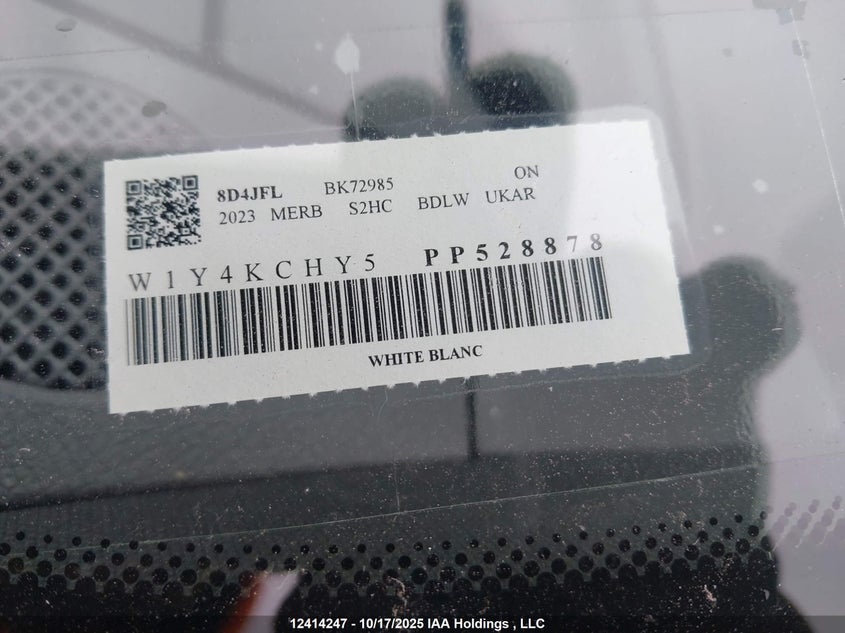 8D4JFL BK72985 ON
2023 MERB S2HC BDLW UKAR
W1Y4KCHY5 PP528878
WHITE BLANC
12414247 - 10/17/2025 IAA Holdings , LLC